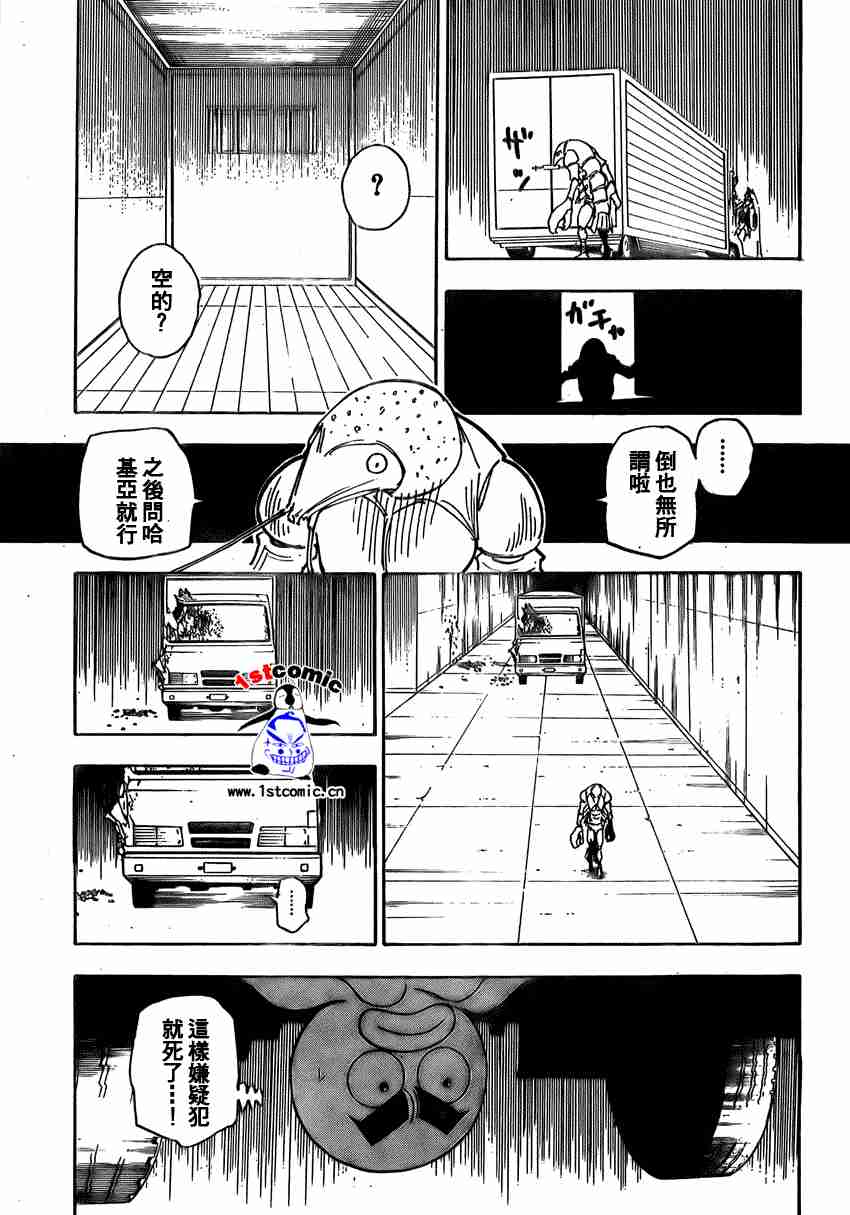 ザ
ザッ
ガチャ
？
空的？
……
倒也無所
謂啦
之後問哈
基亞就行
1stcomic
www.1stcomic.cn
……
這樣嫌疑犯
就死了…！